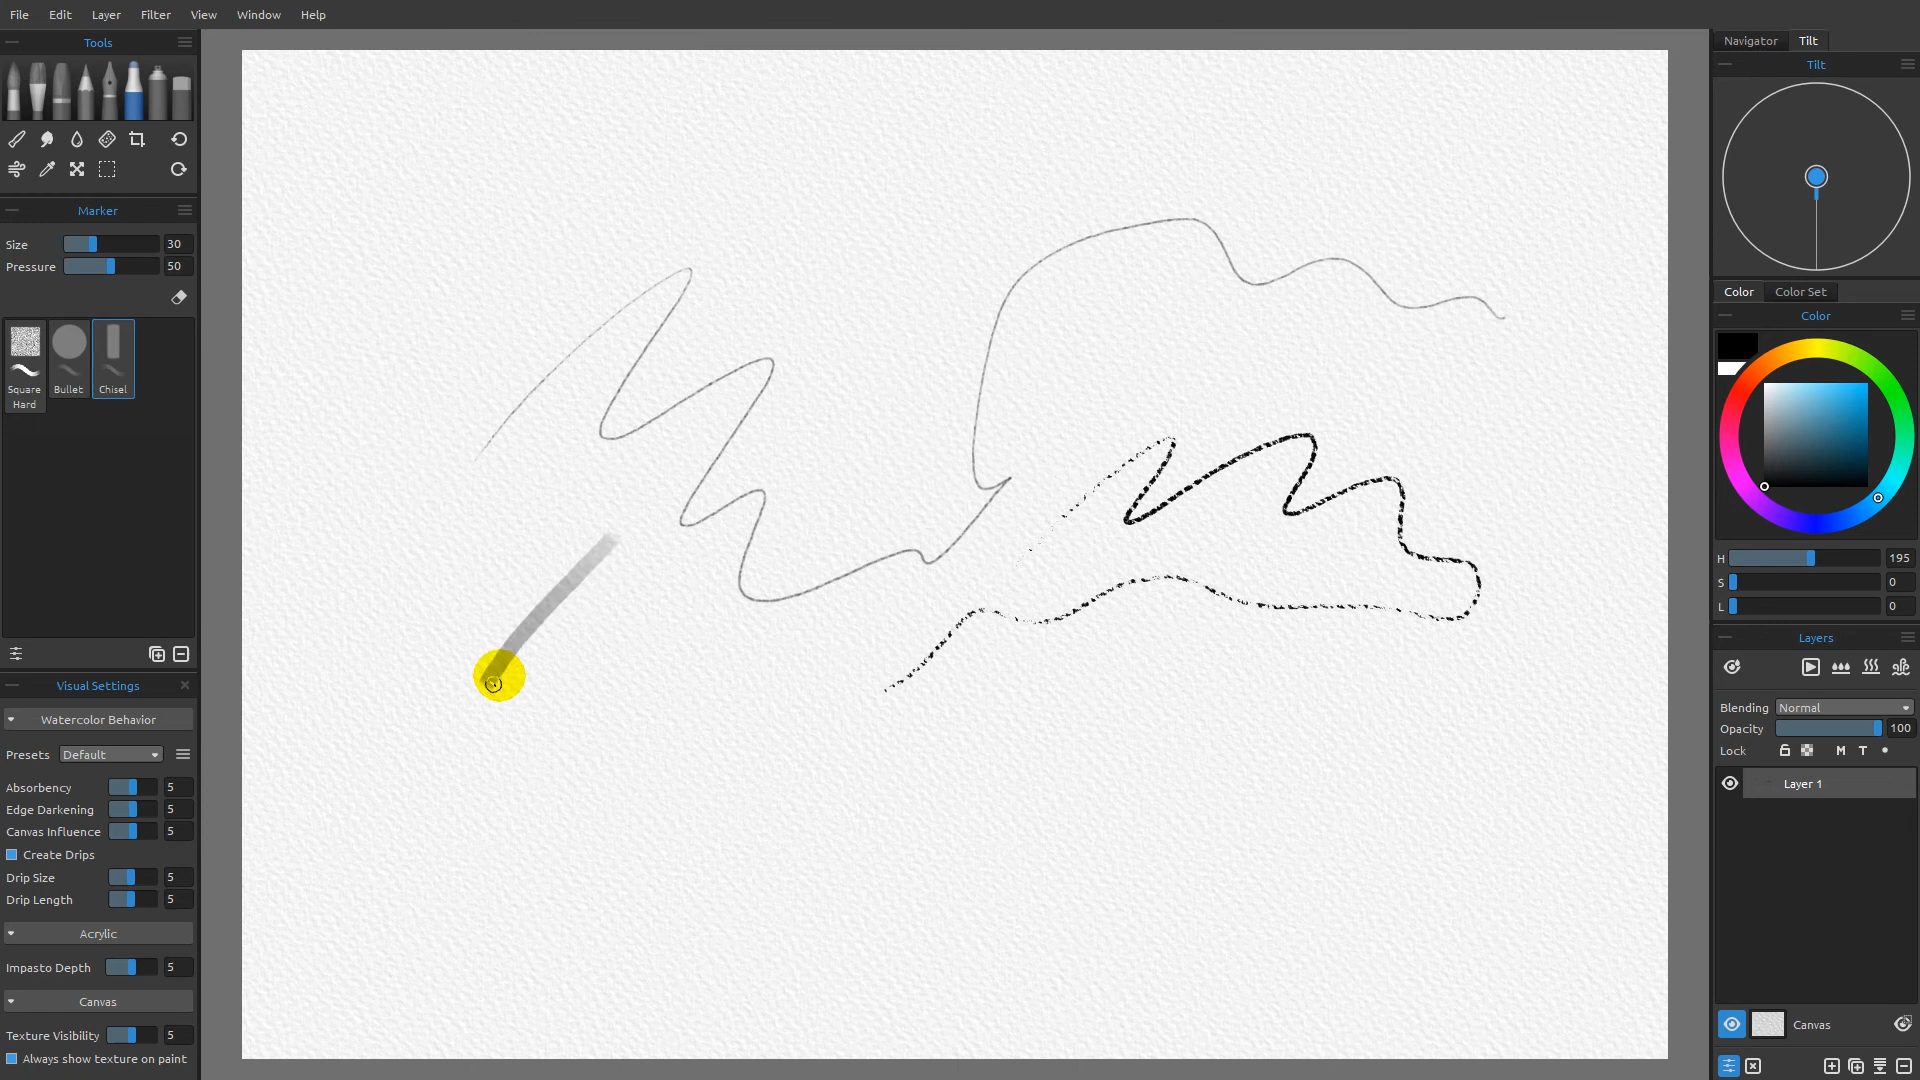 File Edit Layer Filter View Window Help
Tools
Marker
Size 30
Pressure 50
Square Hard
Bullet
Chisel
Visual Settings
Watercolor Behavior
Presets Default
Absorbency 5
Edge Darkening 5
Canvas Influence 5
Create Drips
Drip Size 5
Drip Length 5
Acrylic
Impasto Depth 5
Canvas
Texture Visibility 5
Always show texture on paint
Navigator Tilt
Tilt
Color Color Set
Color
H 195
S 0
L 0
Layers
Blending Normal
Opacity 100
Lock M T
Layer 1
Canvas